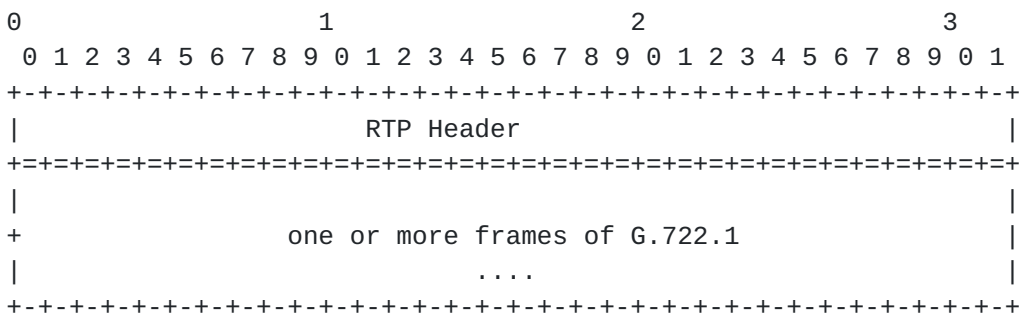 0                   1                   2                   3
 0 1 2 3 4 5 6 7 8 9 0 1 2 3 4 5 6 7 8 9 0 1 2 3 4 5 6 7 8 9 0 1
+-+-+-+-+-+-+-+-+-+-+-+-+-+-+-+-+-+-+-+-+-+-+-+-+-+-+-+-+-+-+-+-+
|                      RTP Header                               |
+=+=+=+=+=+=+=+=+=+=+=+=+=+=+=+=+=+=+=+=+=+=+=+=+=+=+=+=+=+=+=+=+
|                                                               |
+                 one or more frames of G.722.1                 |
|                             ....                              |
+-+-+-+-+-+-+-+-+-+-+-+-+-+-+-+-+-+-+-+-+-+-+-+-+-+-+-+-+-+-+-+-+